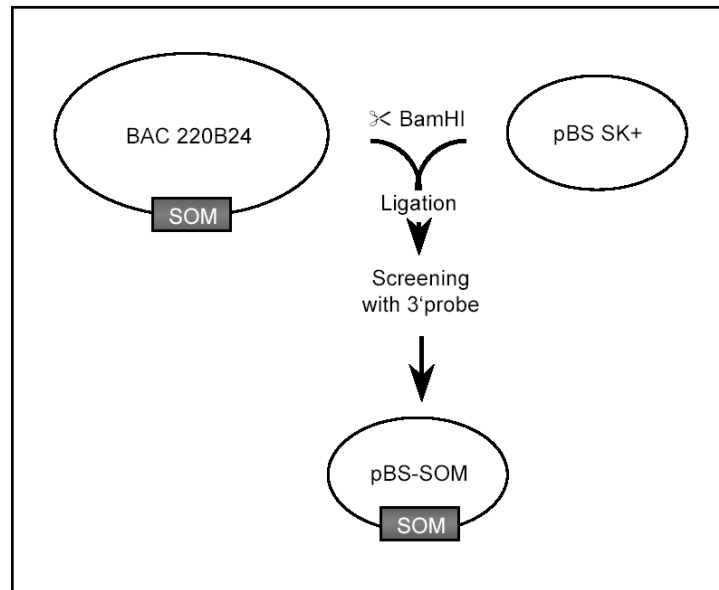 BAC 220B24
SOM
✂ BamHI
pBS SK+
Ligation
Screening
with 3‘probe
pBS-SOM
SOM